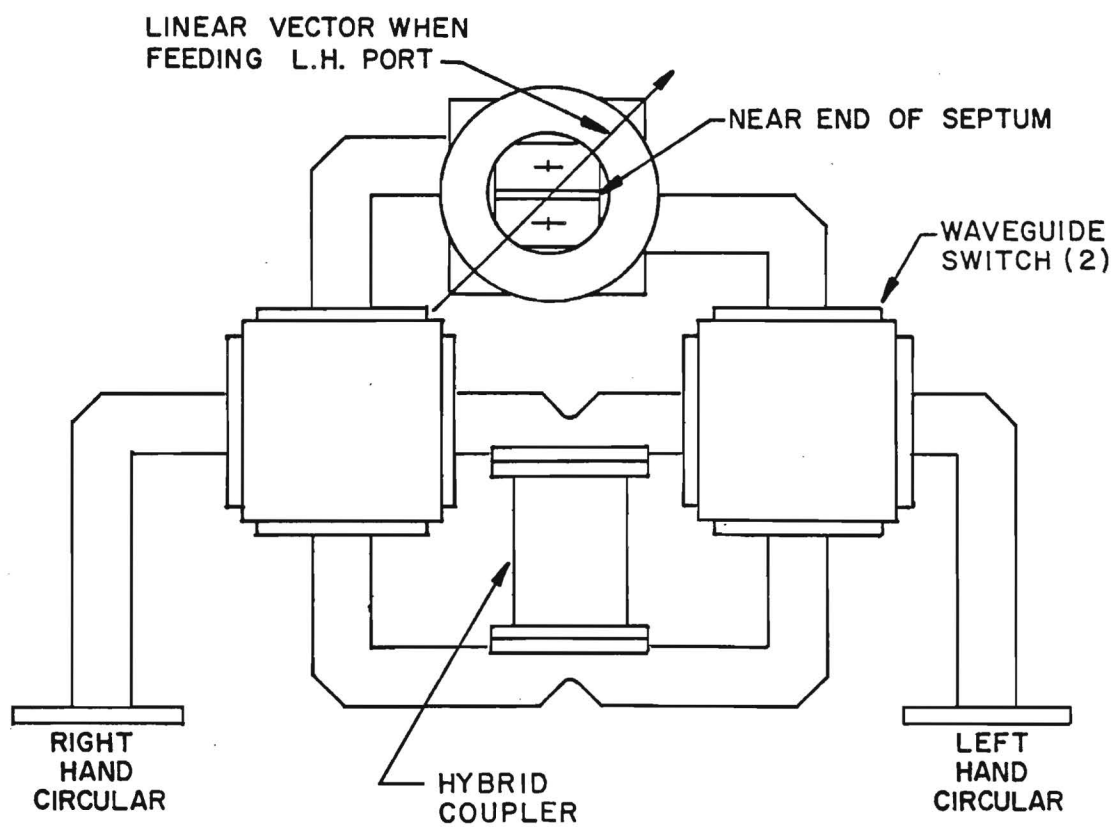 LINEAR VECTOR WHEN
FEEDING L.H. PORT
NEAR END OF SEPTUM
WAVEGUIDE
SWITCH (2)
RIGHT
HAND
CIRCULAR
HYBRID
COUPLER
LEFT
HAND
CIRCULAR